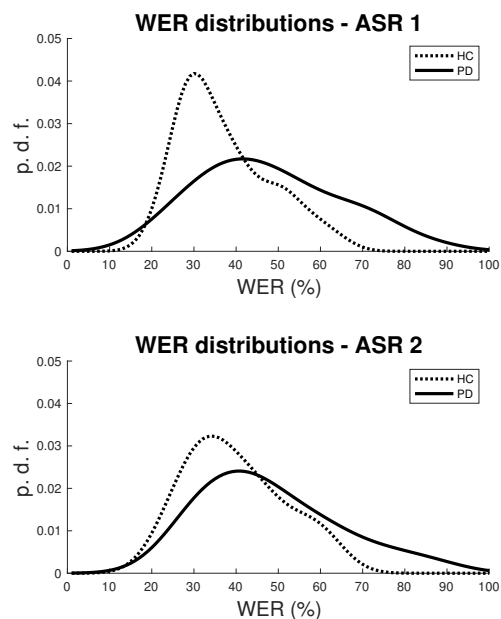 WER distributions - ASR 1
0.05
0.04
0.03
0.02
0.01
0
p. d. f.
HC
PD
0 10 20 30 40 50 60 70 80 90 100
WER (%)
WER distributions - ASR 2
0.05
0.04
0.03
0.02
0.01
0
p. d. f.
HC
PD
0 10 20 30 40 50 60 70 80 90 100
WER (%)